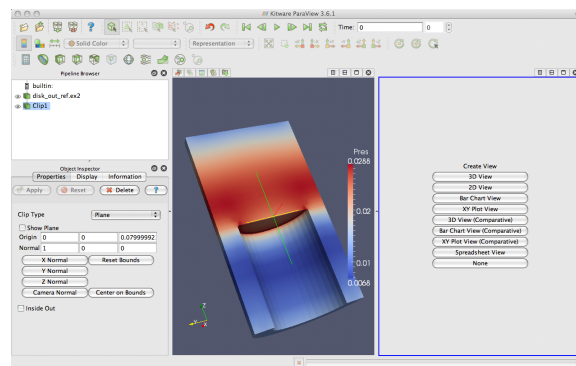 Kitware ParaView 3.6.1
Time: 0 0
Solid Color Representation
Pipeline Browser
builtin:
disk_out_ref.ex2
Clip1
Object Inspector
Properties Display Information
Apply Reset Delete ?
Clip Type Plane
Show Plane
Origin 0 0 0.07999992
Normal 1 0 0
X Normal Reset Bounds
Y Normal
Z Normal
Camera Normal Center on Bounds
Inside Out
Pres
0.0288
0.02
0.01
0.0068
Z
Y X
Create View
3D View
2D View
Bar Chart View
XY Plot View
3D View (Comparative)
Bar Chart View (Comparative)
XY Plot View (Comparative)
Spreadsheet View
None